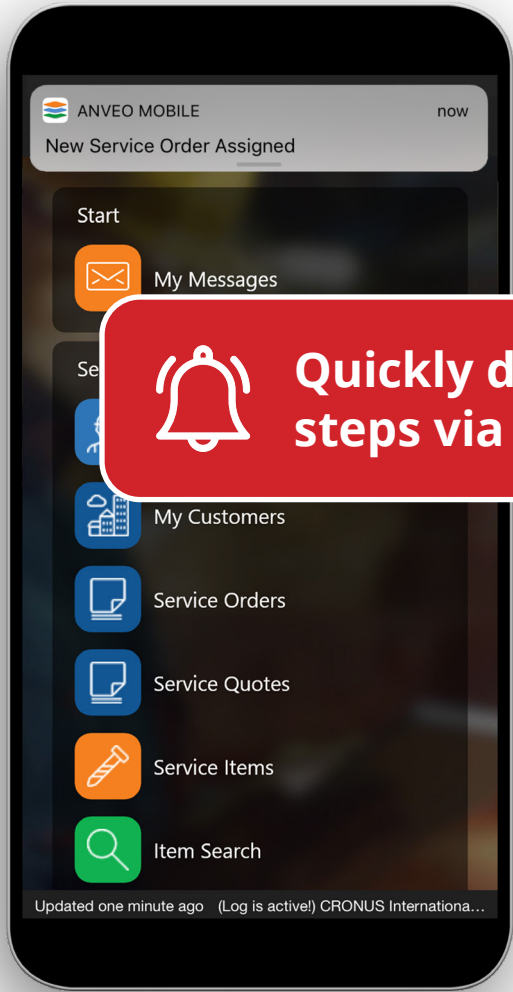 ANVEO MOBILE now
New Service Order Assigned
Start
My Messages
Se
Quickly d
steps via
My Customers
Service Orders
Service Quotes
Service Items
Item Search
Updated one minute ago (Log is active!) CRONUS Internationa...